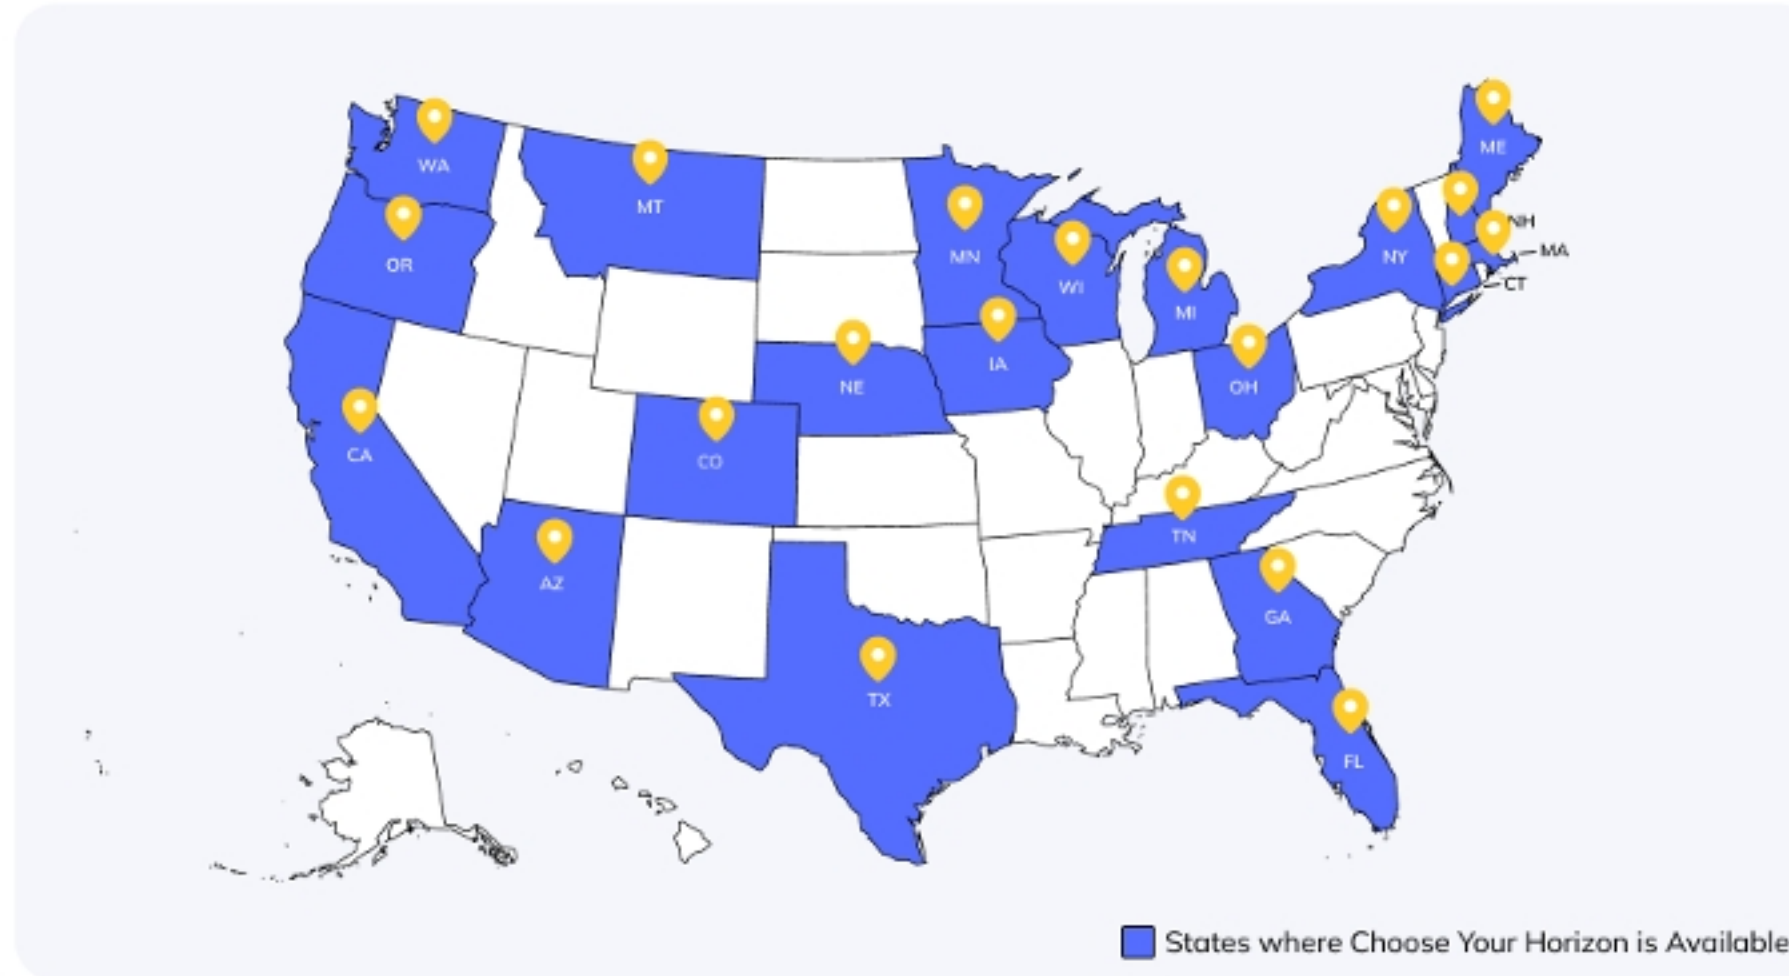 ME
WA
MT
NH
OR
MN
NY
MA
WI
CT
MI
IA
NE
OH
CA
CO
TN
AZ
GA
TX
FL
States where Choose Your Horizon is Available